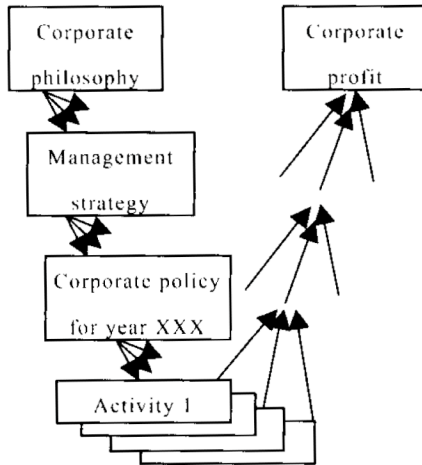 Corporate
philosophy
Corporate
profit
Management
strategy
Corporate policy
for year XXX
Activity 1